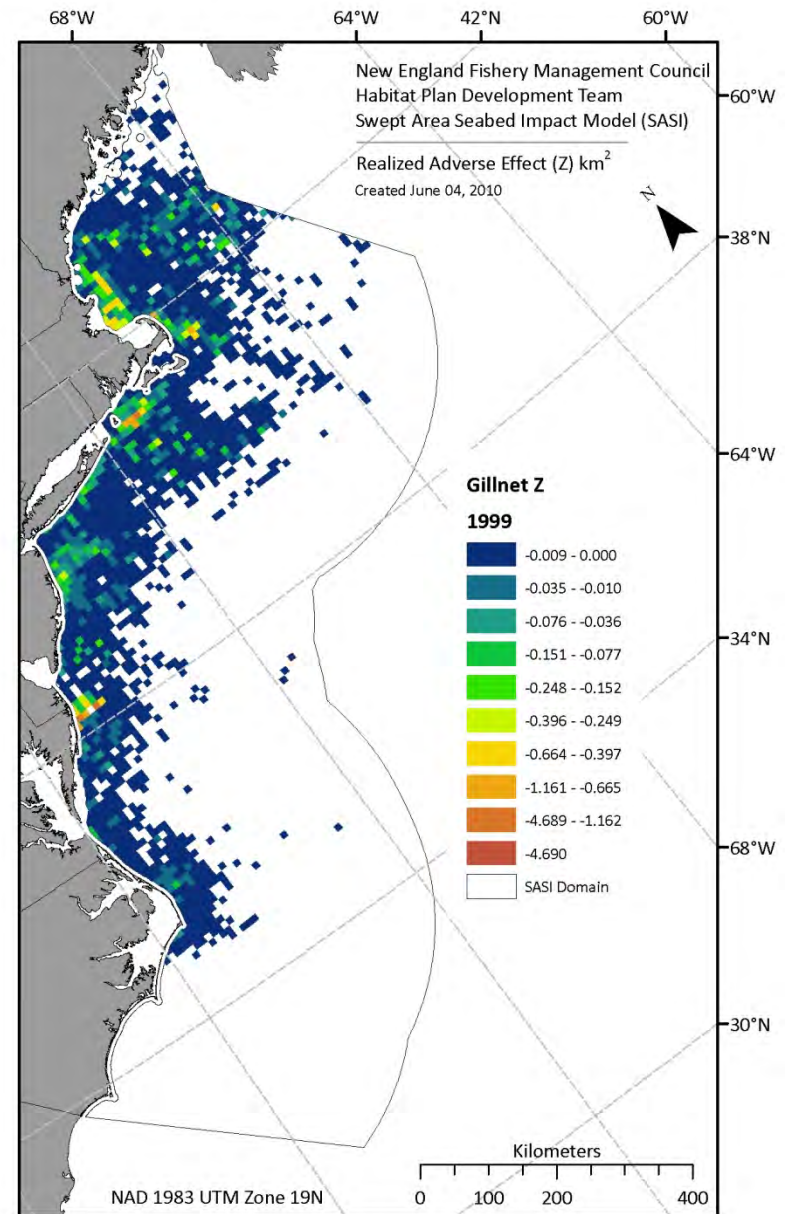 68°W
64°W
42°N
60°W
New England Fishery Management Council
Habitat Plan Development Team
Swept Area Seabed Impact Model (SASI)
Realized Adverse Effect (Z) km²
Created June 04, 2010
N
60°W
38°N
64°W
34°N
68°W
30°N
Gillnet Z
1999
-0.009 - 0.000
-0.035 - -0.010
-0.076 - -0.036
-0.151 - -0.077
-0.248 - -0.152
-0.396 - -0.249
-0.664 - -0.397
-1.161 - -0.665
-4.689 - -1.162
-4.690
SASI Domain
NAD 1983 UTM Zone 19N
Kilometers
0 100 200 400